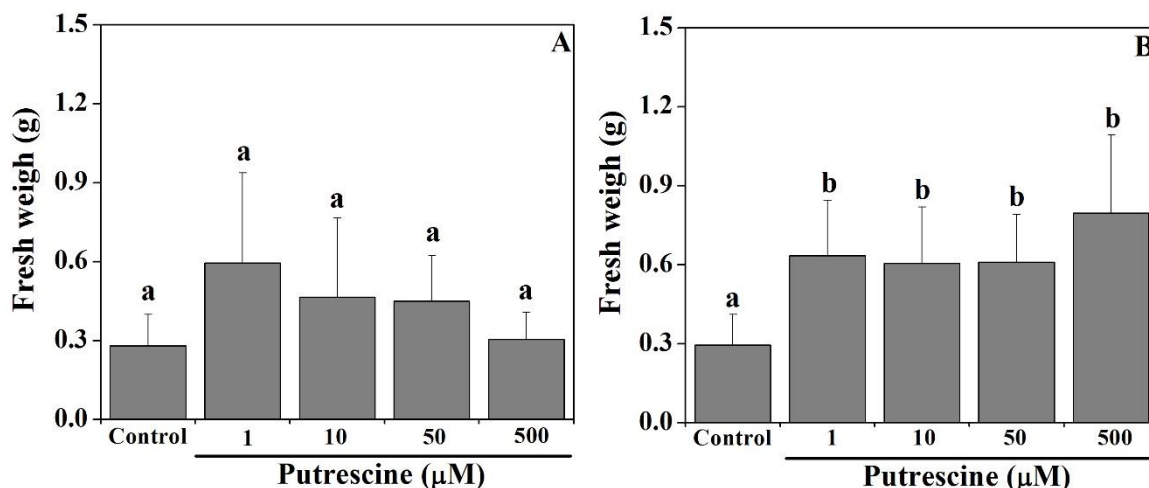 A
Fresh weigh (g)
1.5
1.2
0.9
0.6
0.3
0.0
a
a
a
a
a
Control 1 10 50 500
Putrescine (μM)
B
Fresh weigh (g)
1.5
1.2
0.9
0.6
0.3
0.0
a
b
b
b
b
Control 1 10 50 500
Putrescine (μM)